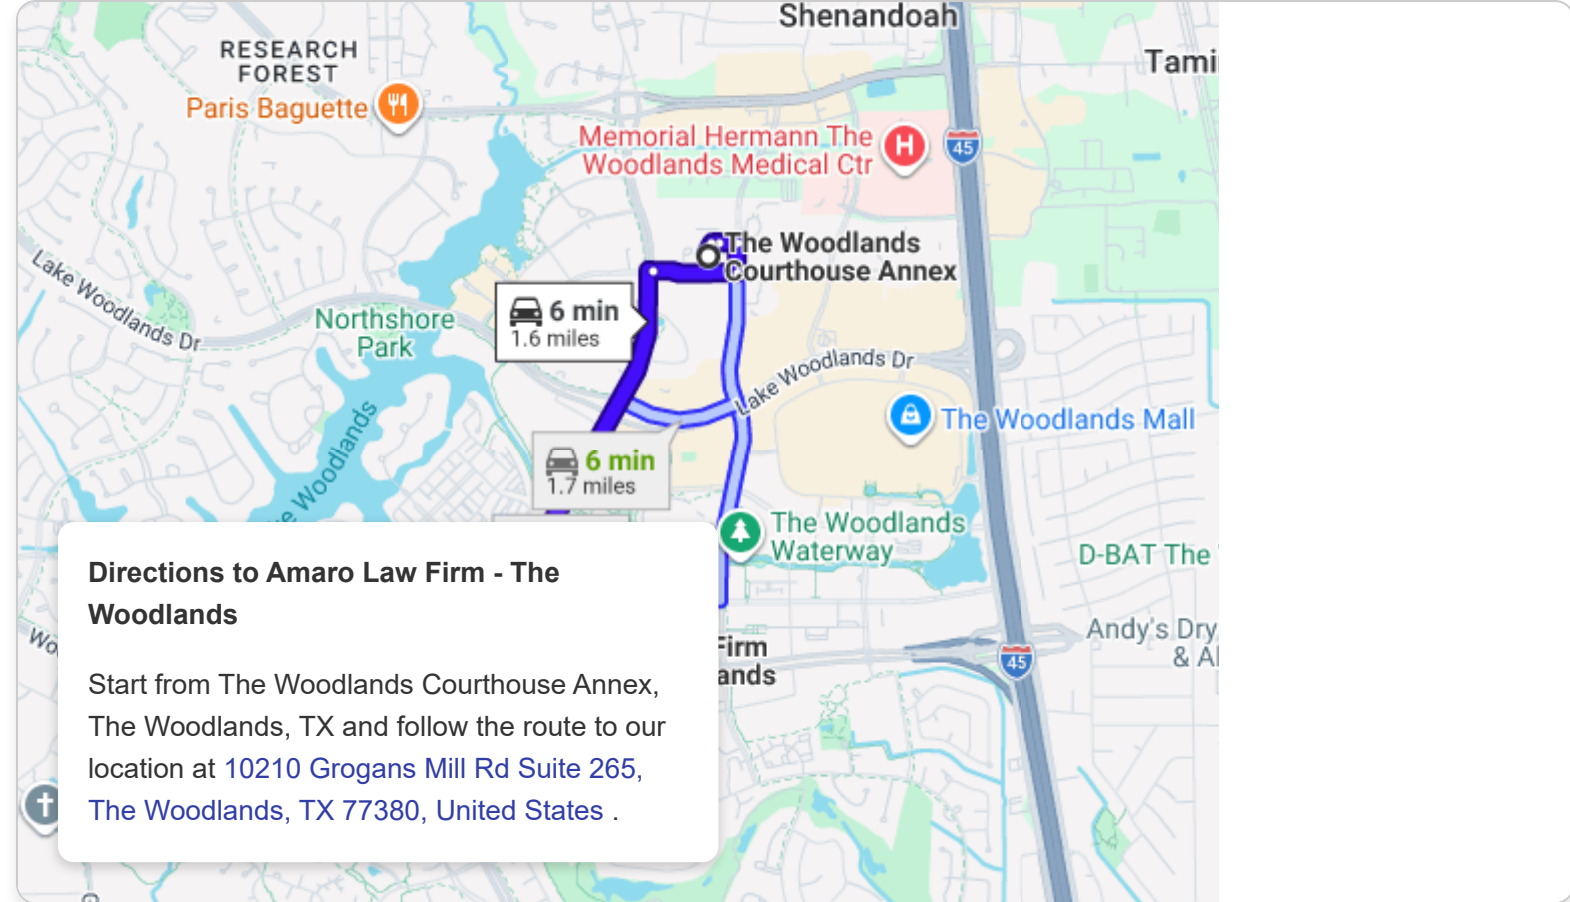 Shenandoah
RESEARCH
FOREST
Tami
Paris Baguette
Memorial Hermann The
Woodlands Medical Ctr
H
45
The Woodlands
Courthouse Annex
Lake Woodlands Dr
6 min
1.6 miles
Northshore
Park
Lake Woodlands Dr
The Woodlands Mall
6 min
1.7 miles
e Woodlands
The Woodlands
Waterway
D-BAT The
Directions to Amaro Law Firm - The
Woodlands
Wo
Firm
ands
Andy's Dry
& Al
45
Start from The Woodlands Courthouse Annex,
The Woodlands, TX and follow the route to our
location at 10210 Grogans Mill Rd Suite 265,
The Woodlands, TX 77380, United States .